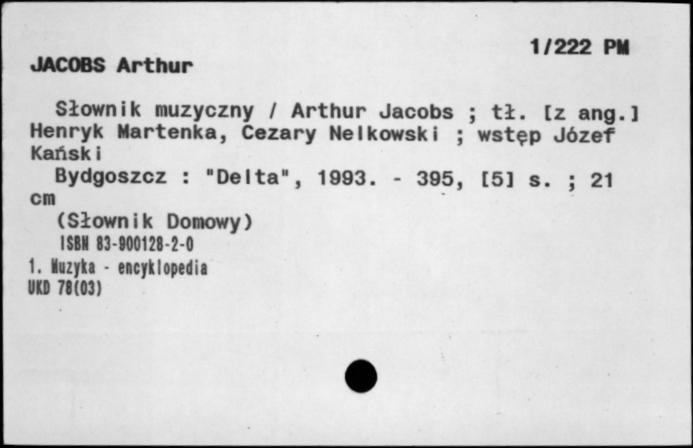 1/222 PM
JACOBS Arthur
Słownik muzyczny / Arthur Jacobs ; tł. [z ang.]
Henryk Martenka, Cezary Nelkowski ; wstęp Józef
Kański
Bydgoszcz : "Delta", 1993. - 395, [5] s. ; 21
cm
(Słownik Domowy)
ISBN 83-900128-2-0
1. Muzyka - encyklopedia
UKD 78(03)